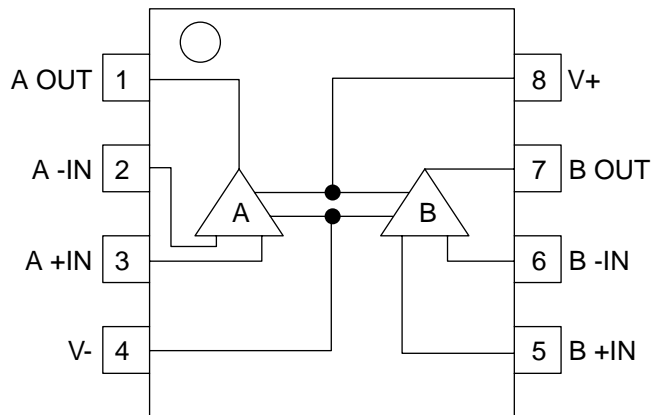 A OUT 1
8 V+
A -IN 2
7 B OUT
A B
A +IN 3
6 B -IN
V- 4
5 B +IN